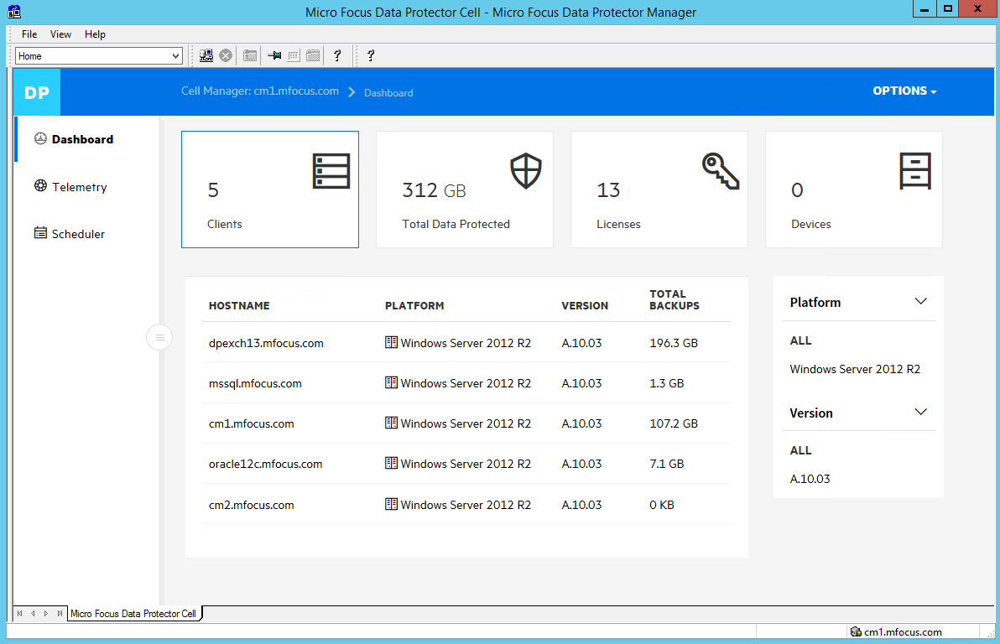 Micro Focus Data Protector Cell - Micro Focus Data Protector Manager
File View Help
Home
? ?
DP
Cell Manager: cm1.mfocus.com Dashboard
OPTIONS
Dashboard
Telemetry
Scheduler
5
Clients
312 GB
Total Data Protected
13
Licenses
0
Devices
HOSTNAME PLATFORM VERSION TOTAL BACKUPS
dpexch13.mfocus.com Windows Server 2012 R2 A.10.03 196.3 GB
mssql.mfocus.com Windows Server 2012 R2 A.10.03 1.3 GB
cm1.mfocus.com Windows Server 2012 R2 A.10.03 107.2 GB
oracle12c.mfocus.com Windows Server 2012 R2 A.10.03 7.1 GB
cm2.mfocus.com Windows Server 2012 R2 A.10.03 0 KB
Platform
ALL
Windows Server 2012 R2
Version
ALL
A.10.03
Micro Focus Data Protector Cell
cm1.mfocus.com